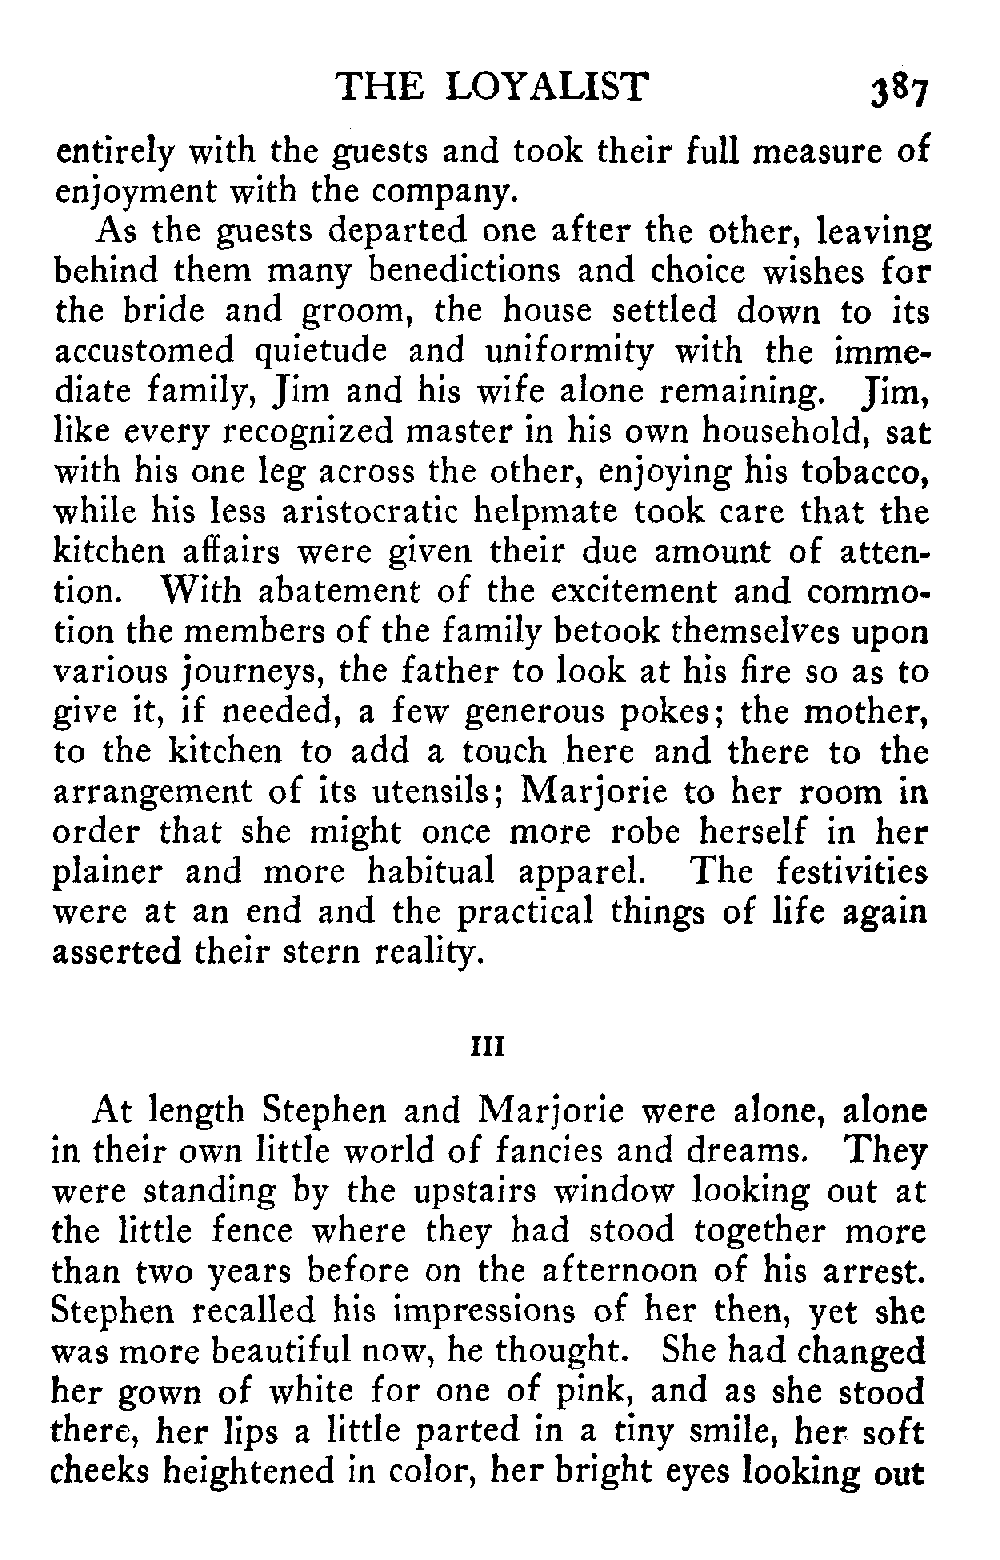 THE LOYALIST 387
entirely with the guests and took their full measure of
enjoyment with the company.
As the guests departed one after the other, leaving
behind them many benedictions and choice wishes for
the bride and groom, the house settled down to its
accustomed quietude and uniformity with the imme-
diate family, Jim and his wife alone remaining. Jim,
like every recognized master in his own household, sat
with his one leg across the other, enjoying his tobacco,
while his less aristocratic helpmate took care that the
kitchen affairs were given their due amount of atten-
tion. With abatement of the excitement and commo-
tion the members of the family betook themselves upon
various journeys, the father to look at his fire so as to
give it, if needed, a few generous pokes; the mother,
to the kitchen to add a touch here and there to the
arrangement of its utensils; Marjorie to her room in
order that she might once more robe herself in her
plainer and more habitual apparel. The festivities
were at an end and the practical things of life again
asserted their stern reality.
III
At length Stephen and Marjorie were alone, alone
in their own little world of fancies and dreams. They
were standing by the upstairs window looking out at
the little fence where they had stood together more
than two years before on the afternoon of his arrest.
Stephen recalled his impressions of her then, yet she
was more beautiful now, he thought. She had changed
her gown of white for one of pink, and as she stood
there, her lips a little parted in a tiny smile, her soft
cheeks heightened in color, her bright eyes looking out